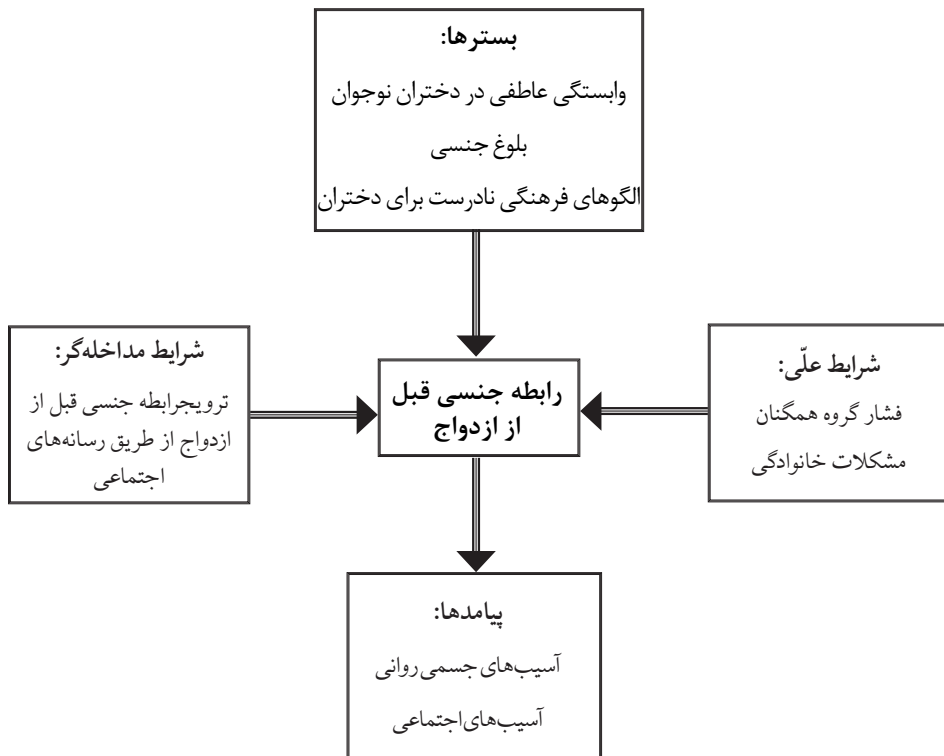 بسترها:
وابستگی عاطفی در دختران نوجوان
بلوغ جنسی
الگوهای فرهنگی نادرست برای دختران
شرایط علّی:
فشار گروه همگنان
مشکلات خانوادگی
رابطه جنسی قبل
از ازدواج
شرایط مداخله‌گر:
ترویجرابطه جنسی قبل از
ازدواج از طریق رسانه‌های
اجتماعی
پیامدها:
آسیب‌های جسمی روانی
آسیب‌های اجتماعی